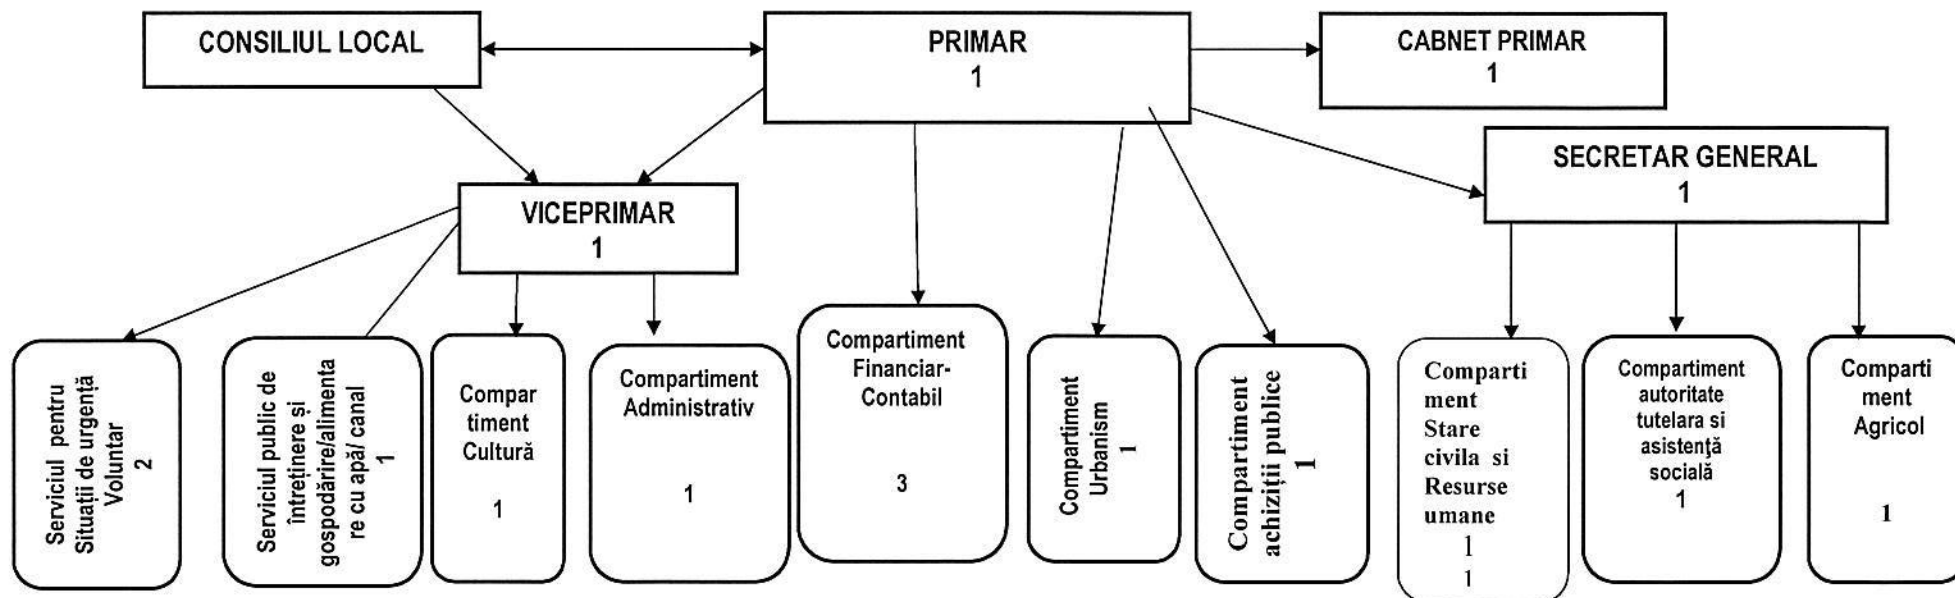 CONSILIUL LOCAL
PRIMAR
1
CABNET PRIMAR
1
SECRETAR GENERAL
1
VICEPRIMAR
1
Serviciul pentru
Situații de urgență
Voluntar
2
Serviciul public de
întreținere și
gospodărire/alimenta
re cu apă/ canal
1
Compar
timent
Cultură
1
Compartiment
Administrativ
1
Compartiment
Financiar-
Contabil
3
Compartiment
Urbanism
1
Compartiment
achiziții publice
1
Comparti
ment
Stare
civila si
Resurse
umane
1
1
Compartiment
autoritate
tutelara si
asistenţă
socială
1
Comparti
ment
Agricol
1